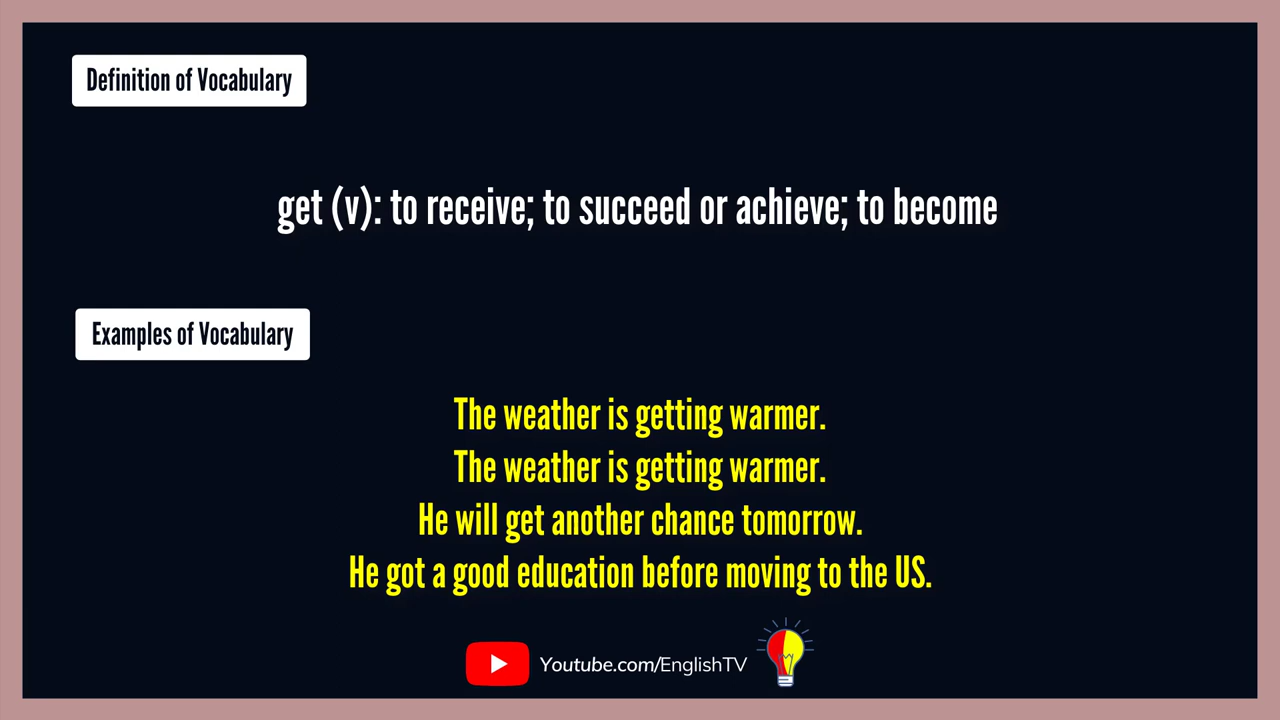 Definition of Vocabulary
get (v): to receive; to succeed or achieve; to become
Examples of Vocabulary
The weather is getting warmer.
The weather is getting warmer.
He will get another chance tomorrow.
He got a good education before moving to the US.
Youtube.com/EnglishTV